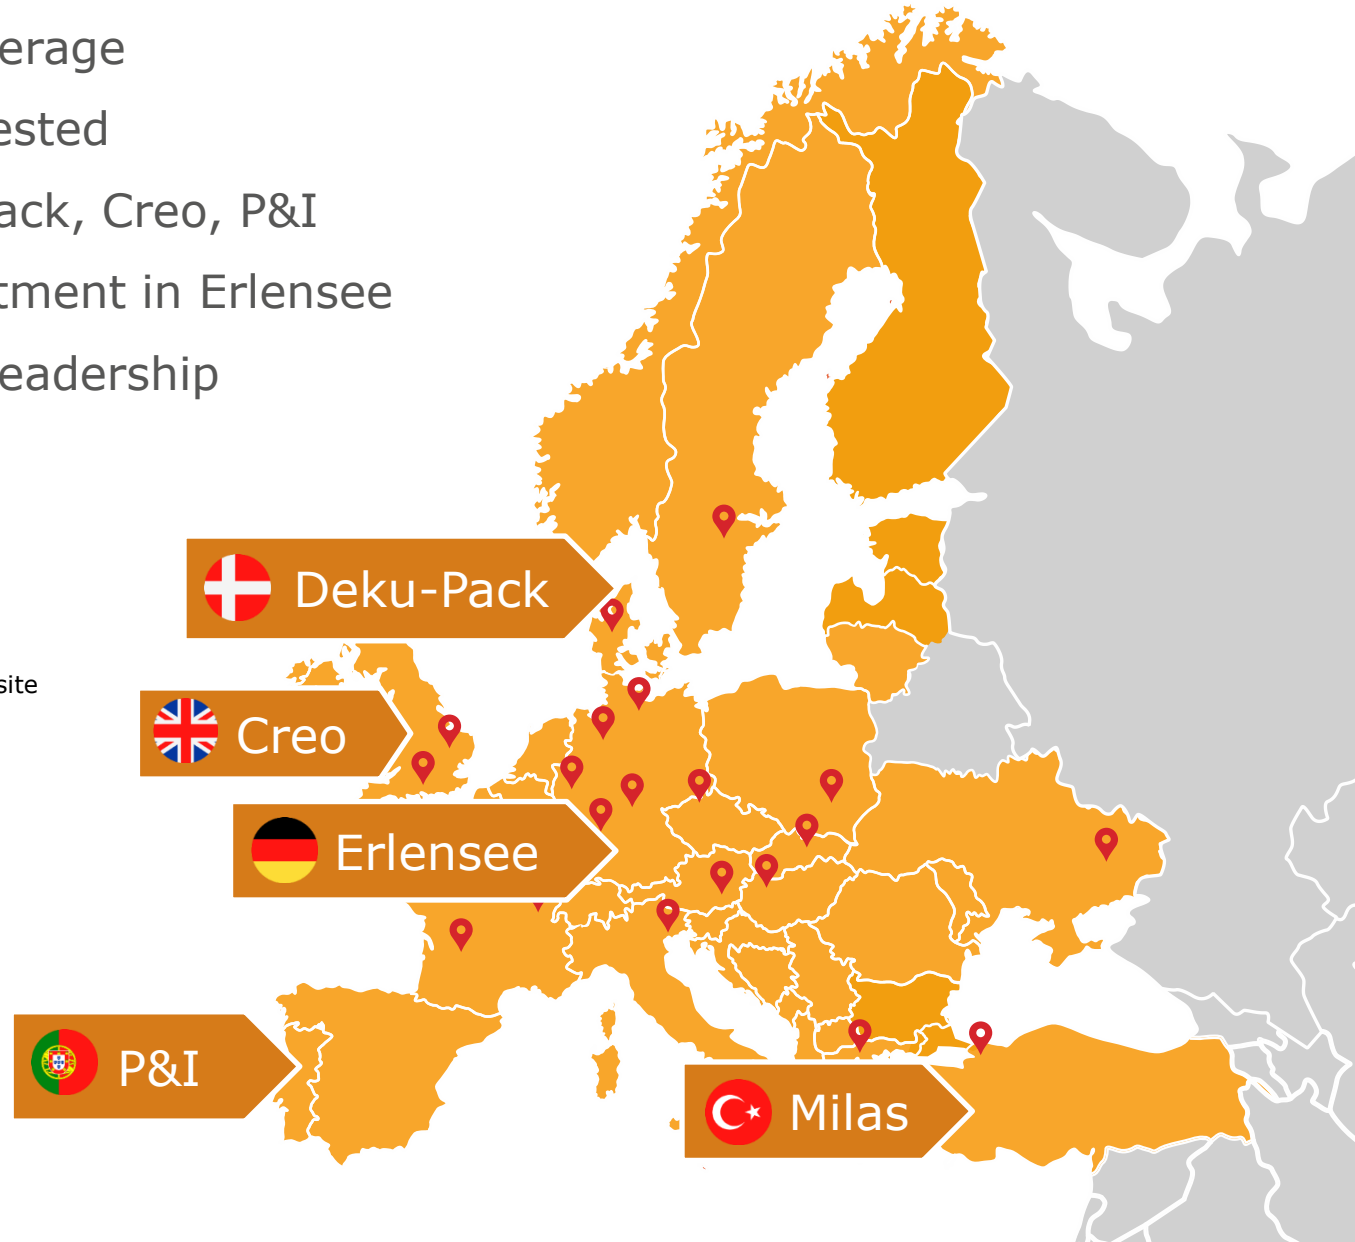 erage
ested
ack, Creo, P&I
tment in Erlensee
eadership
Deku-Pack
site
Creo
Erlensee
P&I
Milas